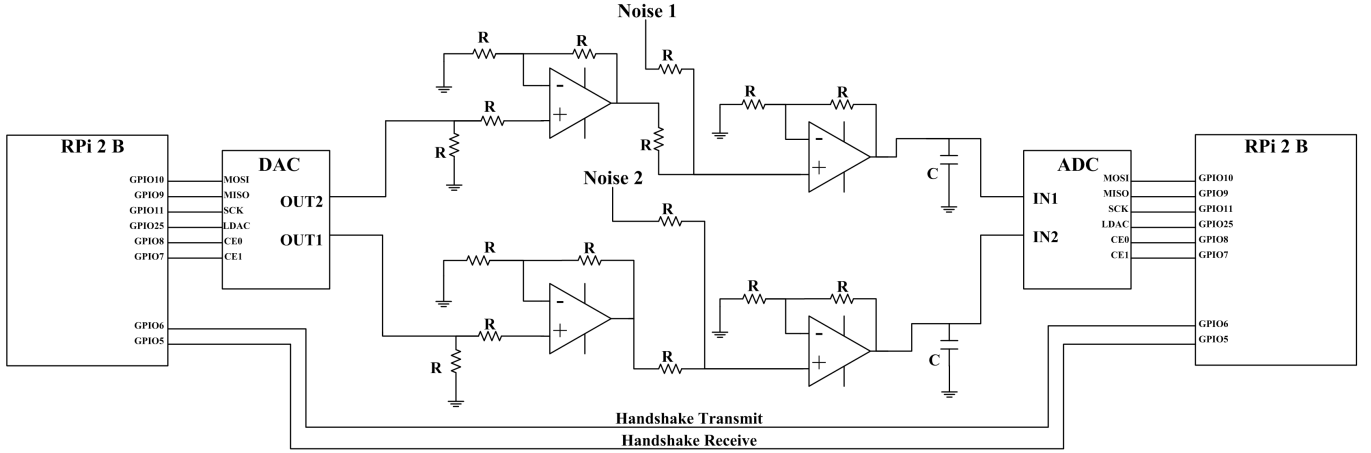 Noise 1
R
R
R
R
R
R
R
R
R
C
RPi 2 B
GPIO10
GPIO9
GPIO11
GPIO25
GPIO8
GPIO7
GPIO6
GPIO5
DAC
MOSI
MISO
SCK
LDAC
CE0
CE1
OUT2
OUT1
Noise 2
R
R
R
R
R
R
R
R
C
ADC
IN1
IN2
MOSI
MISO
SCK
LDAC
CE0
CE1
RPi 2 B
GPIO10
GPIO9
GPIO11
GPIO25
GPIO8
GPIO7
GPIO6
GPIO5
-
+
-
+
-
+
-
+
Handshake Transmit
Handshake Receive